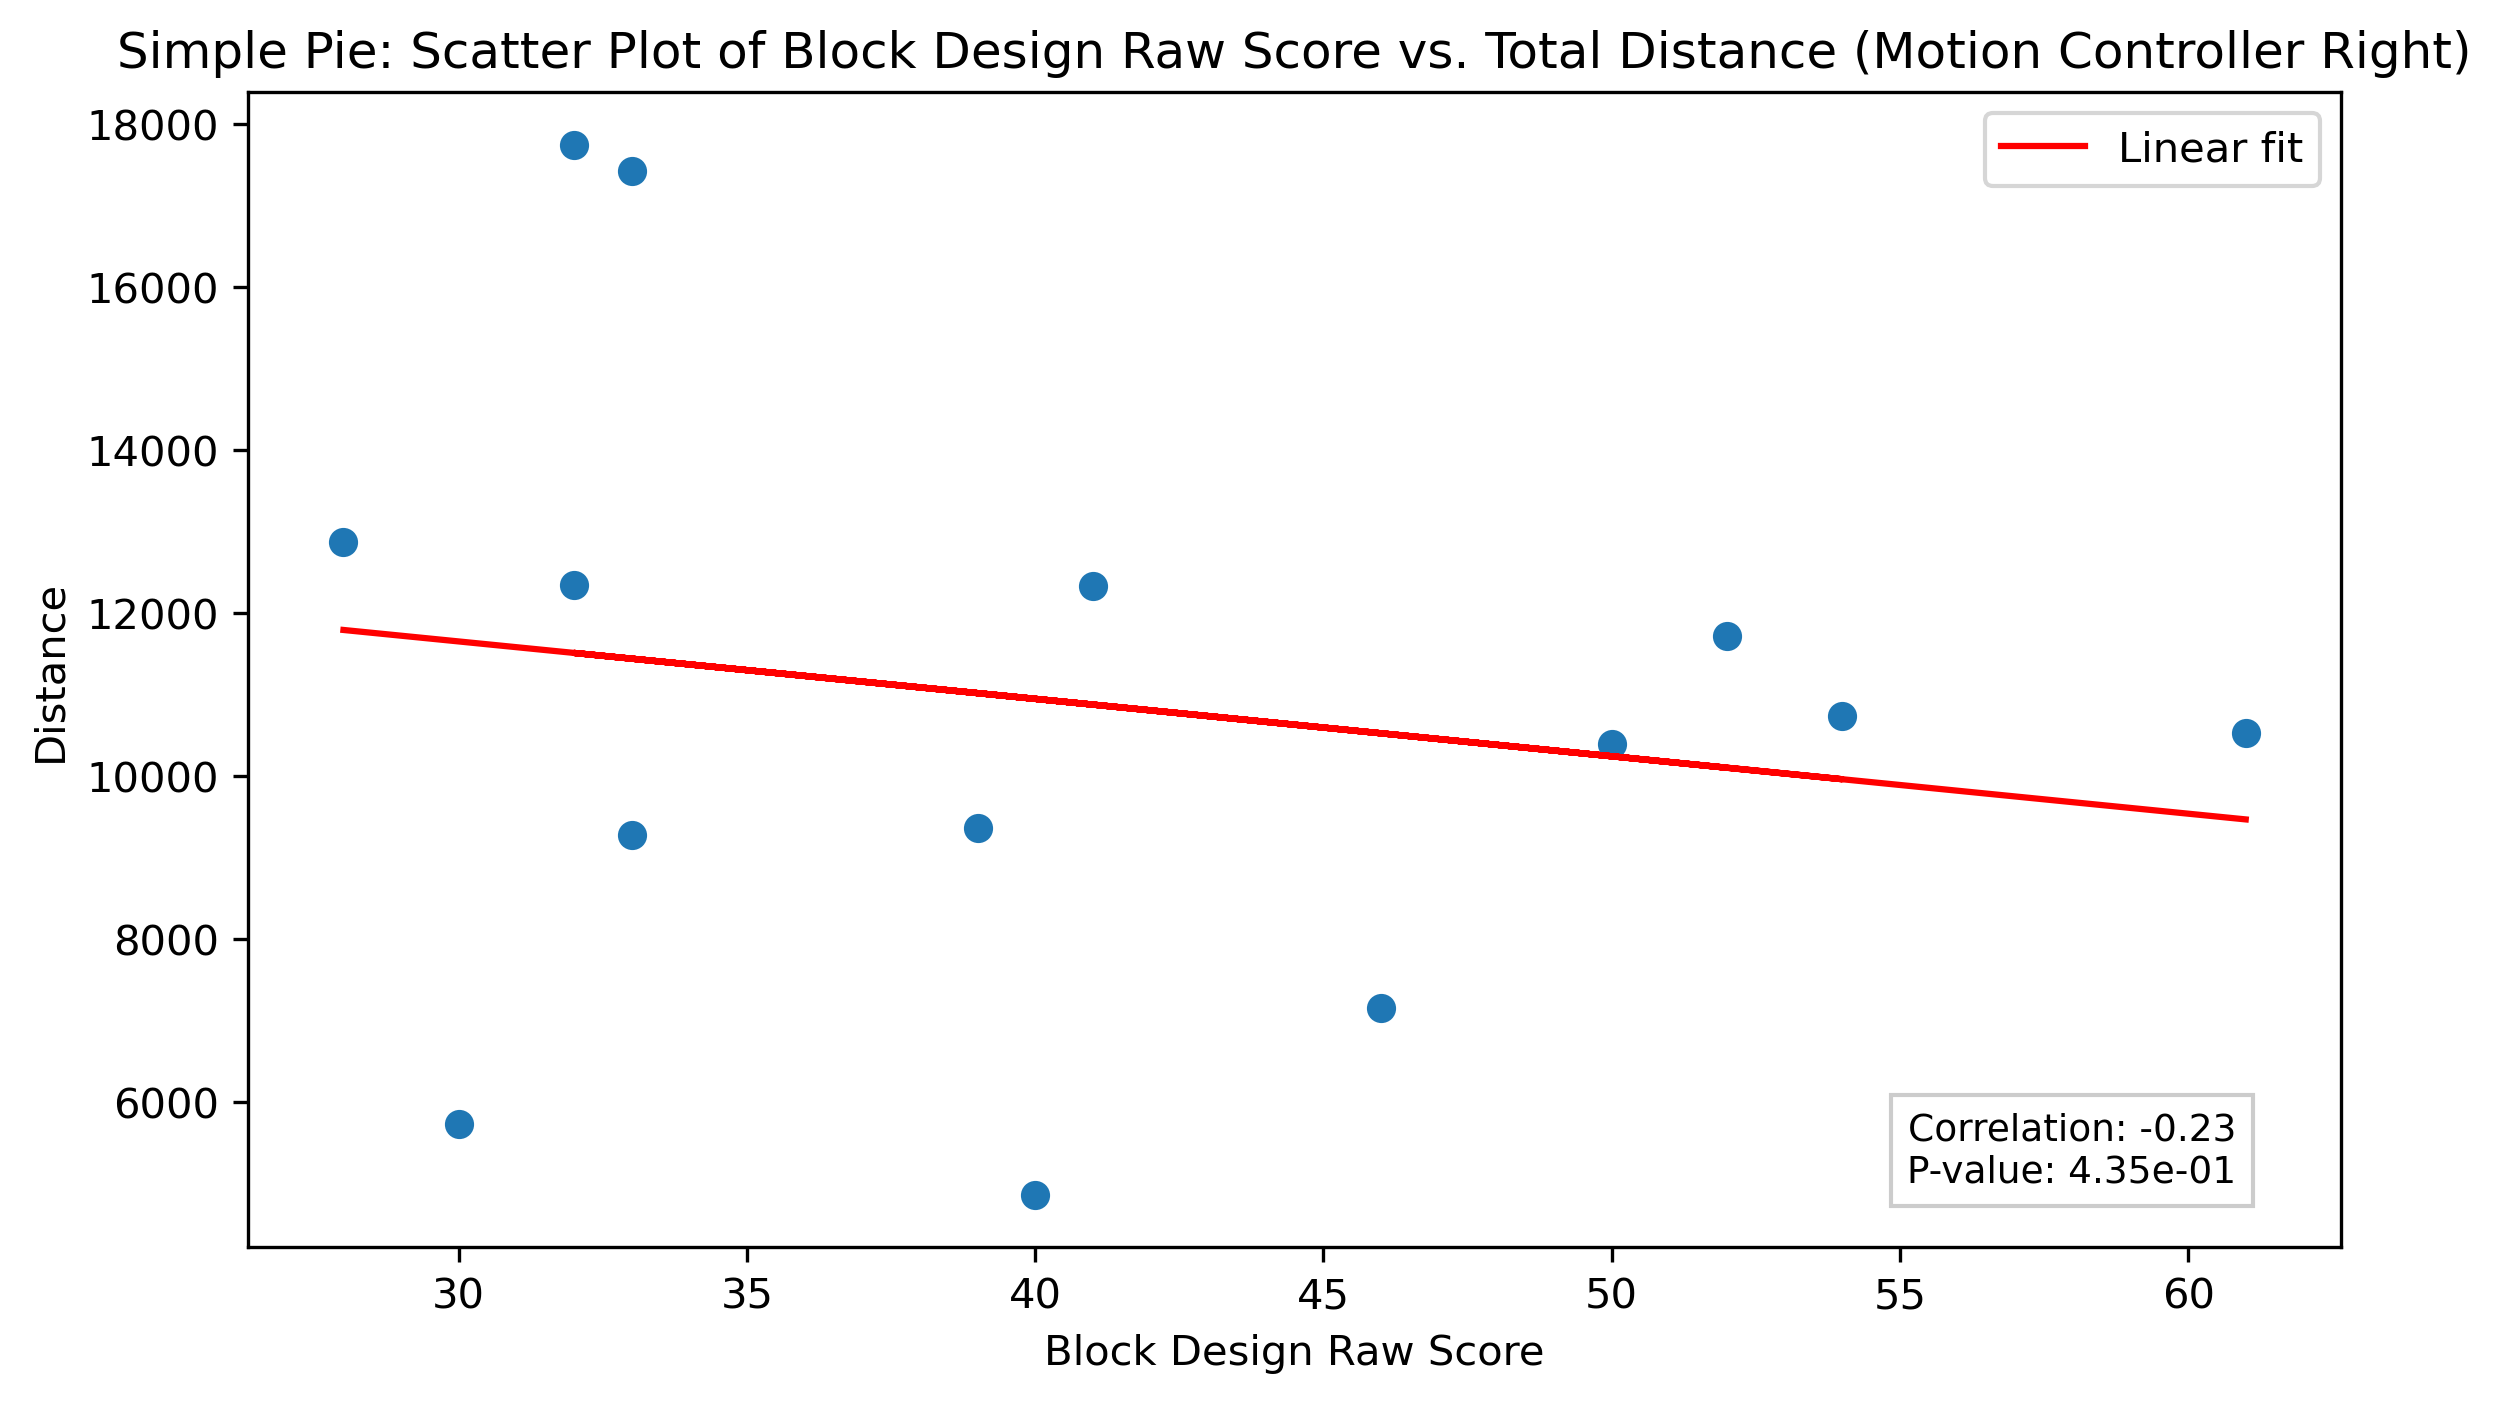 Simple Pie: Scatter Plot of Block Design Raw Score vs. Total Distance (Motion Controller Right)
Linear fit
18000
16000
14000
12000
10000
8000
6000
Distance
Correlation: -0.23
P-value: 4.35e-01
30 35 40 45 50 55 60
Block Design Raw Score